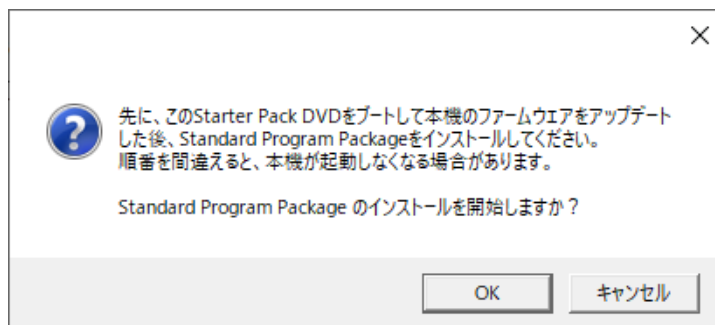 先に、このStarter Pack DVDをブートして本機のファームウェアをアップデート
した後、Standard Program Packageをインストールしてください。
順番を間違えると、本機が起動しなくなる場合があります。
Standard Program Package のインストールを開始しますか？
OK
キャンセル